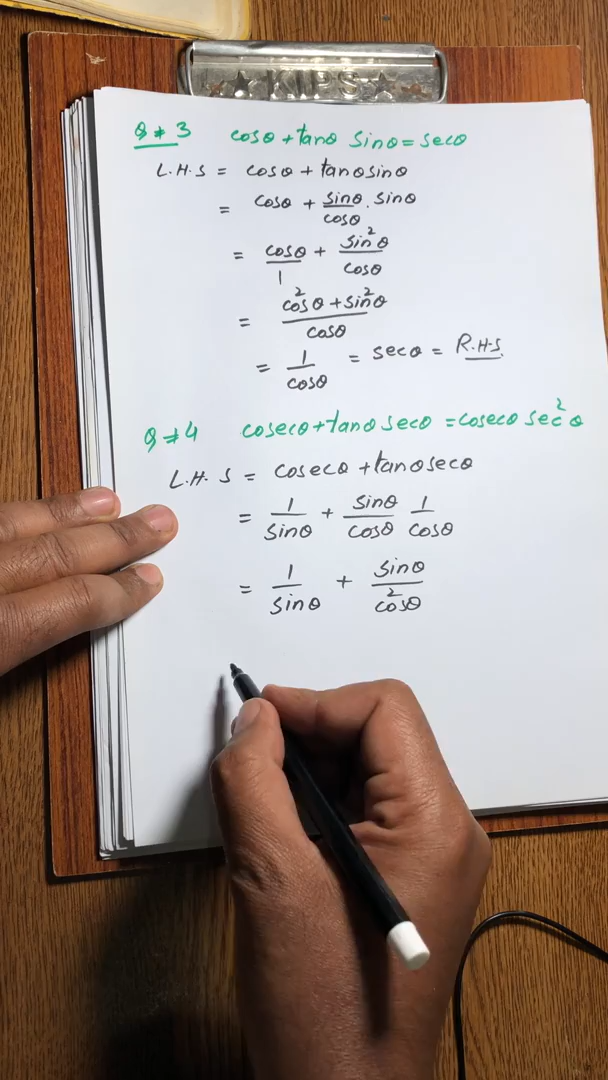 ★ KIPS ★
Q # 3 cosθ + tanθ sinθ = secθ
L.H.S = cosθ + tanθsinθ
= cosθ + sinθ/cosθ . sinθ
= cosθ/1 + sin²θ/cosθ
= cos²θ + sin²θ/cosθ
= 1/cosθ = secθ = R.H.S.
Q # 4 cosecθ + tanθ secθ = cosecθ sec²θ
L.H.S = cosecθ + tanθsecθ
= 1/sinθ + sinθ/cosθ 1/cosθ
= 1/sinθ + sinθ/cos²θ